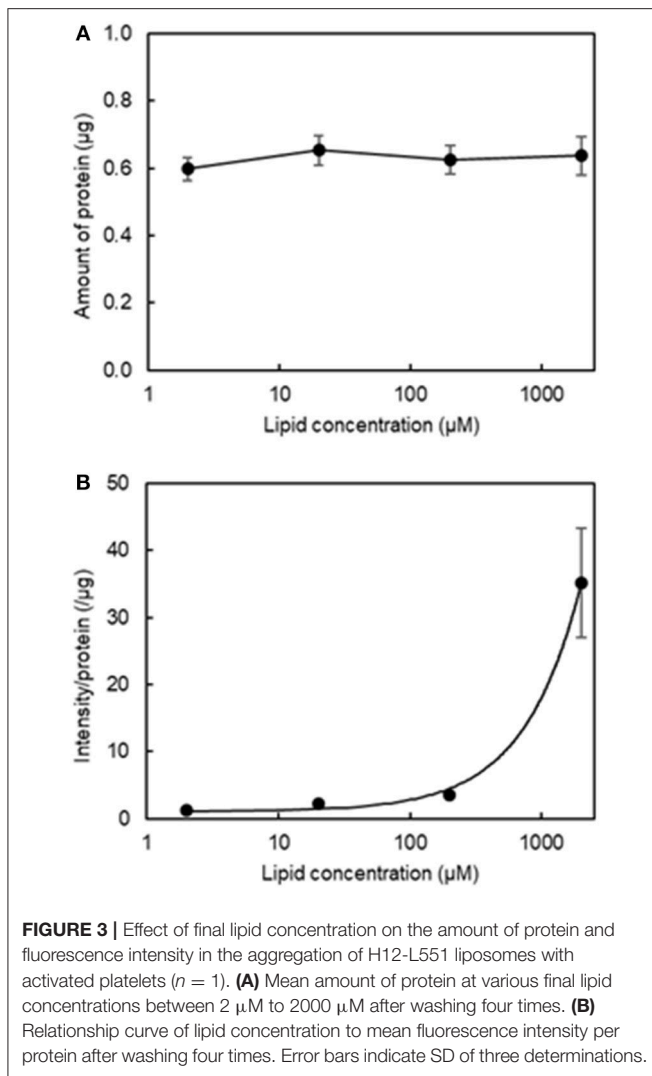 A
1.0
0.8
0.6
0.4
0.2
0.0
Amount of protein (µg)
1 10 100 1000
Lipid concentration (µM)
B
50
40
30
20
10
0
Intensity/protein (/µg)
1 10 100 1000
Lipid concentration (µM)
FIGURE 3 | Effect of final lipid concentration on the amount of protein and
fluorescence intensity in the aggregation of H12-L551 liposomes with
activated platelets (n = 1). (A) Mean amount of protein at various final lipid
concentrations between 2 µM to 2000 µM after washing four times. (B)
Relationship curve of lipid concentration to mean fluorescence intensity per
protein after washing four times. Error bars indicate SD of three determinations.